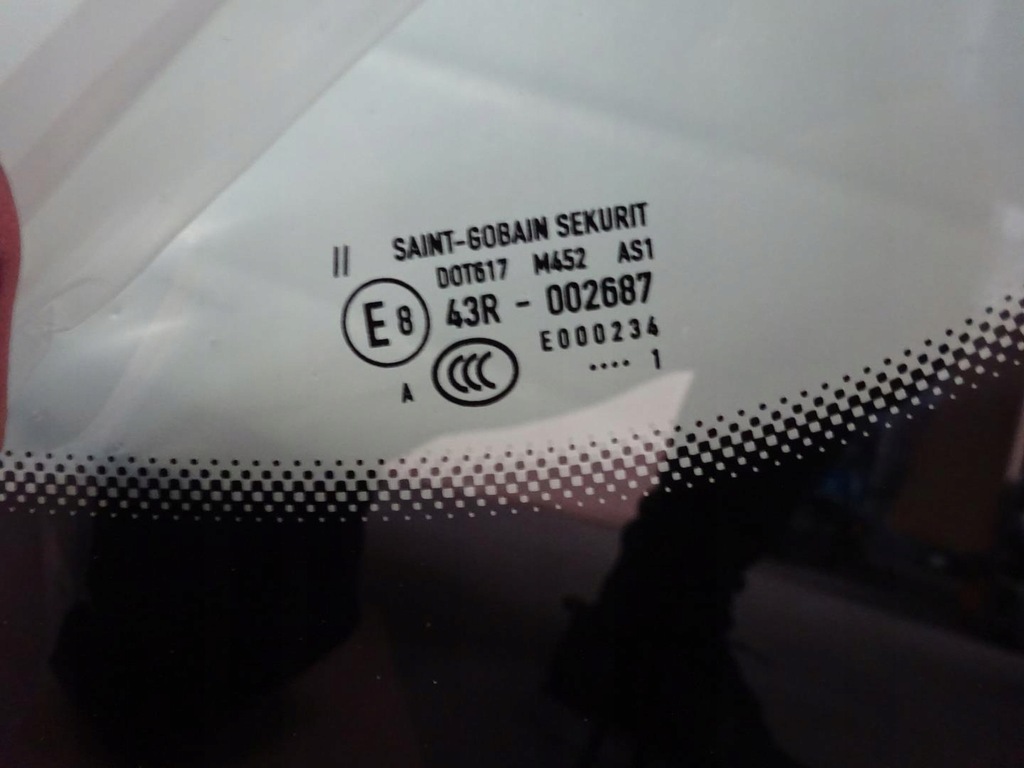 II SAINT-GOBAIN SEKURIT
DOT617 M452 AS1
E8 43R - 002687
E000234
A CCC .... 1